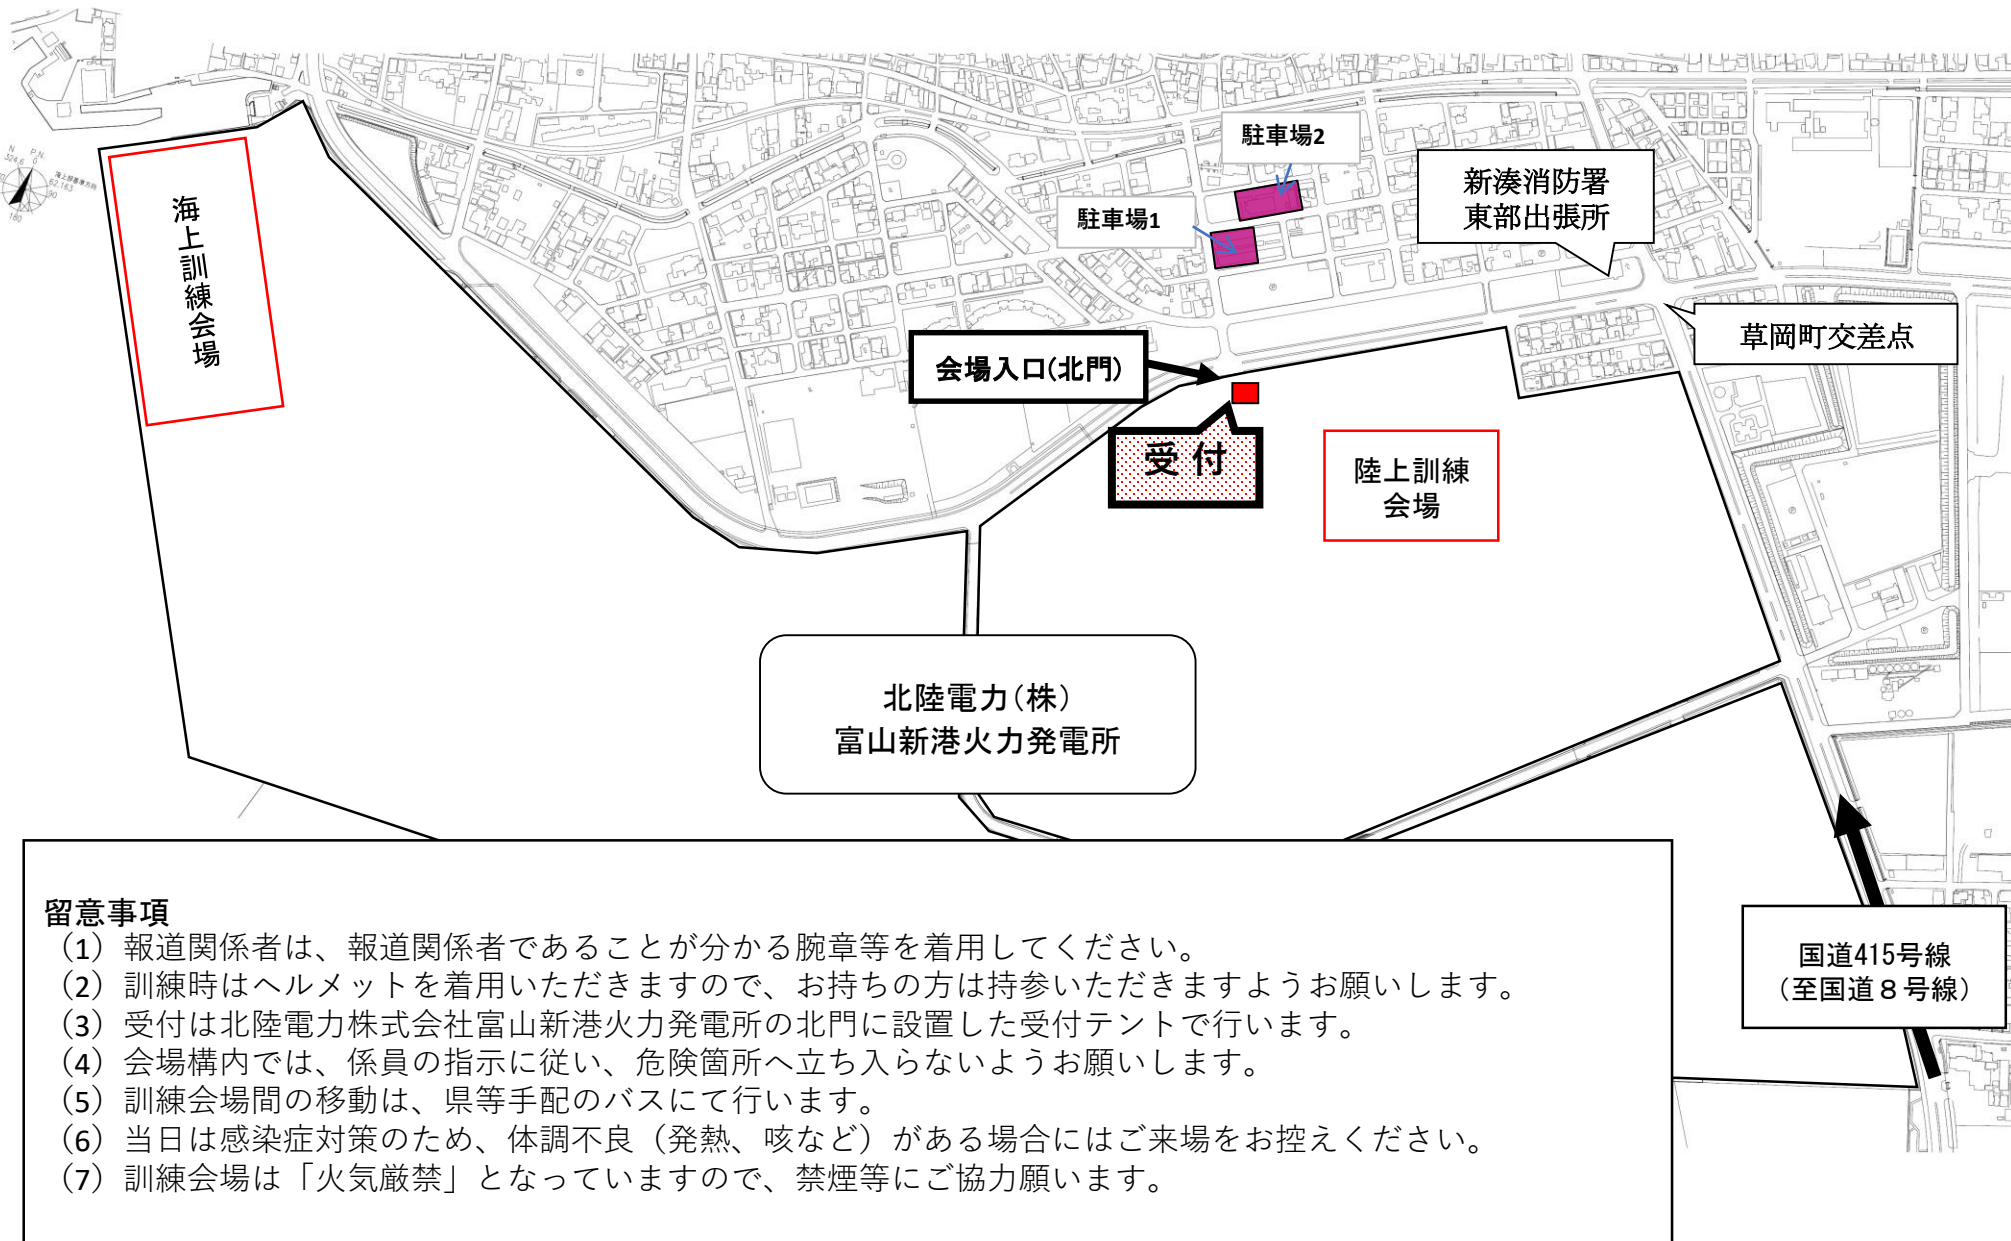 駐車場2
新湊消防署
東部出張所
駐車場1
海上訓練会場
草岡町交差点
会場入口(北門)
受付
陸上訓練
会場
北陸電力(株)
富山新港火力発電所
国道415号線
(至国道8号線)
留意事項
(1) 報道関係者は、報道関係者であることが分かる腕章等を着用してください。
(2) 訓練時はヘルメットを着用いただきますので、お持ちの方は持参いただきますようお願いします。
(3) 受付は北陸電力株式会社富山新港火力発電所の北門に設置した受付テントで行います。
(4) 会場構内では、係員の指示に従い、危険箇所へ立ち入らないようお願いします。
(5) 訓練会場間の移動は、県等手配のバスにて行います。
(6) 当日は感染症対策のため、体調不良(発熱、咳など)がある場合にはご来場をお控えください。
(7) 訓練会場は「火気厳禁」となっていますので、禁煙等にご協力願います。